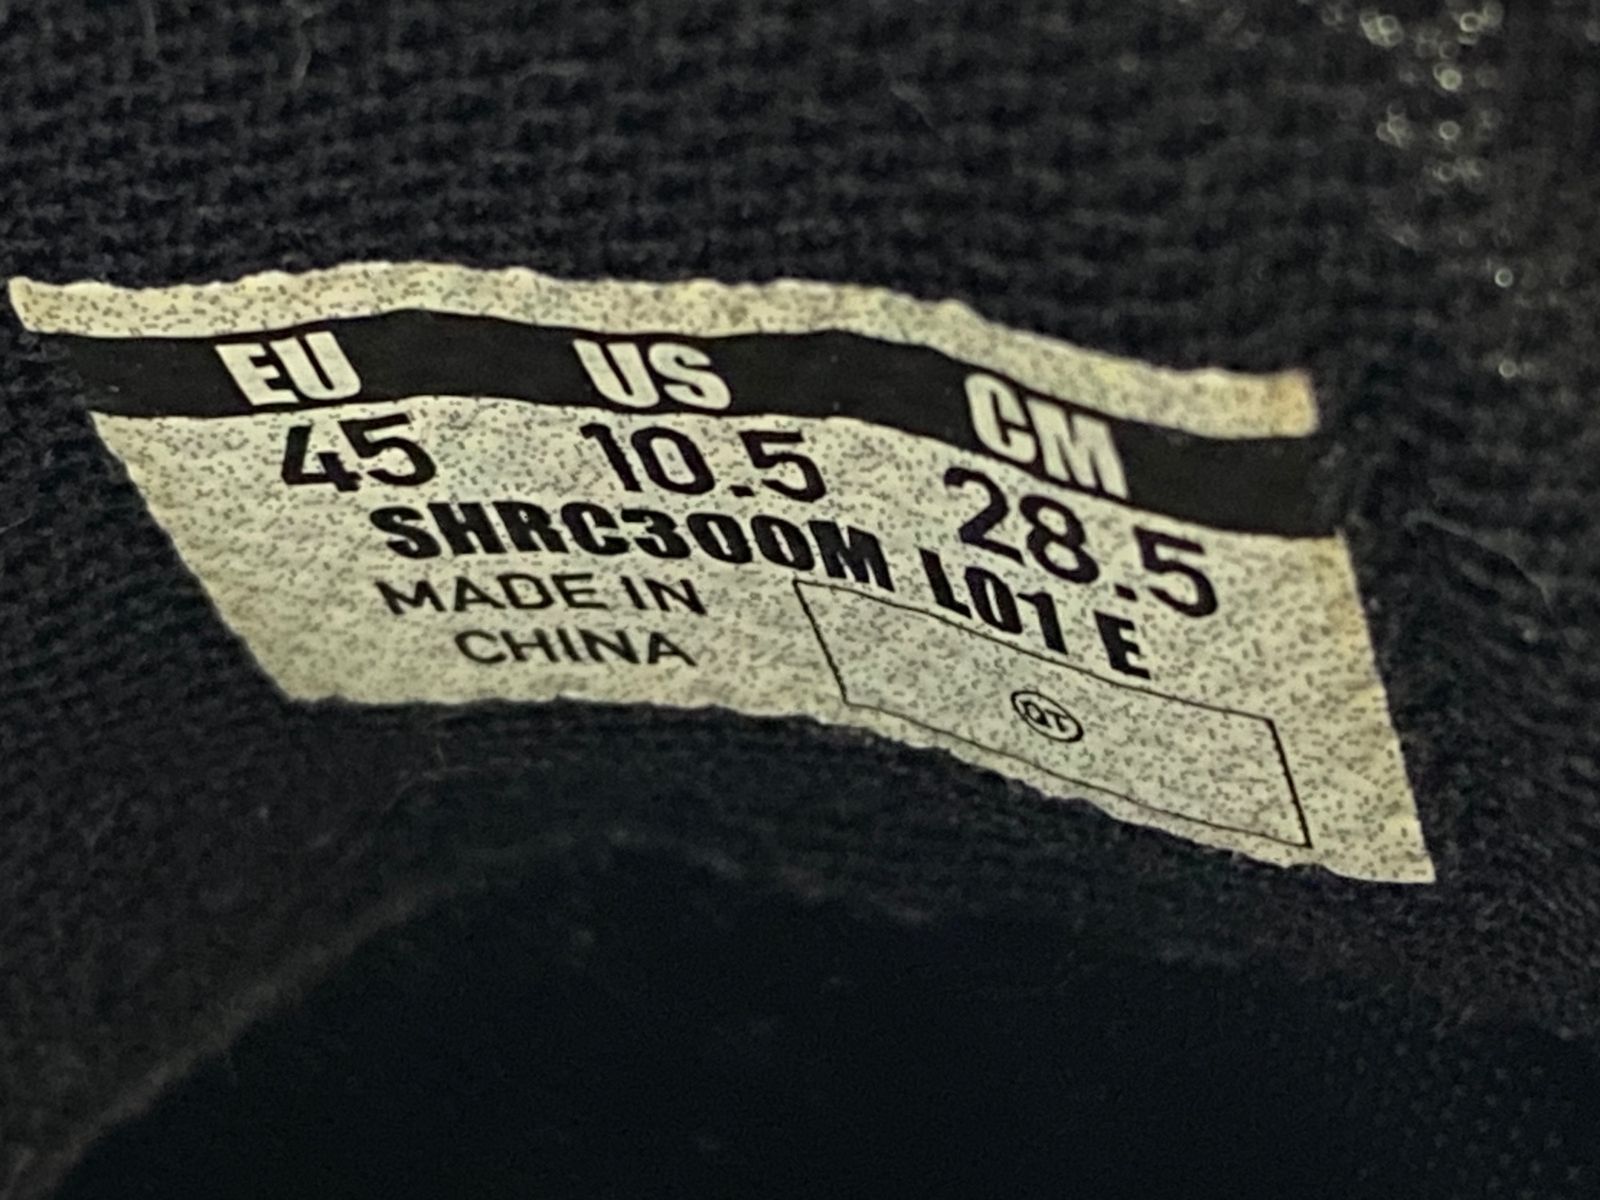 EU US CM
45 10.5 28.5
SHRC300M L01 E
MADE IN
CHINA
QT